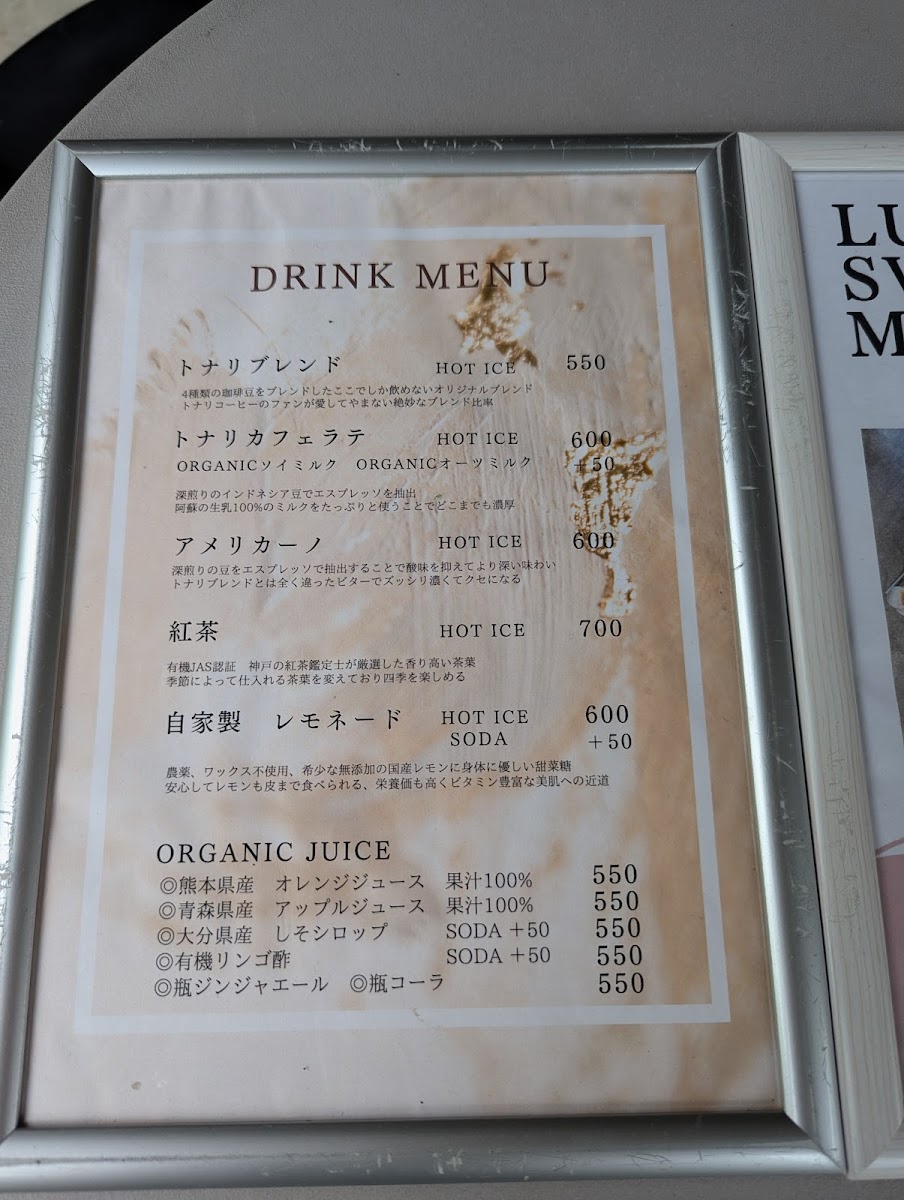 DRINK MENU
トナリブレンド HOT ICE 550
4種類の珈琲豆をブレンドしたここでしか飲めないオリジナルブレンド
トナリコーヒーのファンが愛してやまない絶妙なブレンド比率
トナリカフェラテ HOT ICE 600
ORGANICソイミルク ORGANICオーツミルク +50
深煎りのインドネシア豆でエスプレッソを抽出
阿蘇の生乳100%のミルクをたっぷりと使うことでどこまでも濃厚
アメリカーノ HOT ICE 600
深煎りの豆をエスプレッソで抽出することで酸味を抑えてより深い味わい
トナリブレンドとは全く違ったビターでズッシリ濃くてクセになる
紅茶 HOT ICE 700
有機JAS認証 神戸の紅茶鑑定士が厳選した香り高い茶葉
季節によって仕入れる茶葉を変えており四季を楽しめる
自家製 レモネード HOT ICE 600
SODA +50
農薬、ワックス不使用、希少な無添加の国産レモンに身体に優しい甜菜糖
安心してレモンも皮まで食べられる、栄養価も高くビタミン豊富な美肌への近道
ORGANIC JUICE
◎熊本県産 オレンジジュース 果汁100% 550
◎青森県産 アップルジュース 果汁100% 550
◎大分県産 しそシロップ SODA +50 550
◎有機リンゴ酢 SODA +50 550
◎瓶ジンジャエール ◎瓶コーラ 550
LU
SV
M